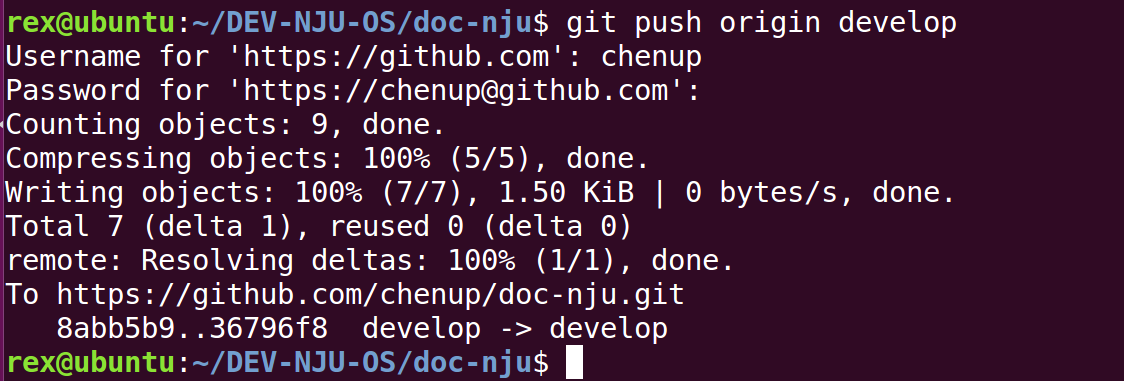 rex@ubuntu:~/DEV-NJU-OS/doc-nju$ git push origin develop
Username for 'https://github.com': chenup
Password for 'https://chenup@github.com':
Counting objects: 9, done.
Compressing objects: 100% (5/5), done.
Writing objects: 100% (7/7), 1.50 KiB | 0 bytes/s, done.
Total 7 (delta 1), reused 0 (delta 0)
remote: Resolving deltas: 100% (1/1), done.
To https://github.com/chenup/doc-nju.git
   8abb5b9..36796f8  develop -> develop
rex@ubuntu:~/DEV-NJU-OS/doc-nju$